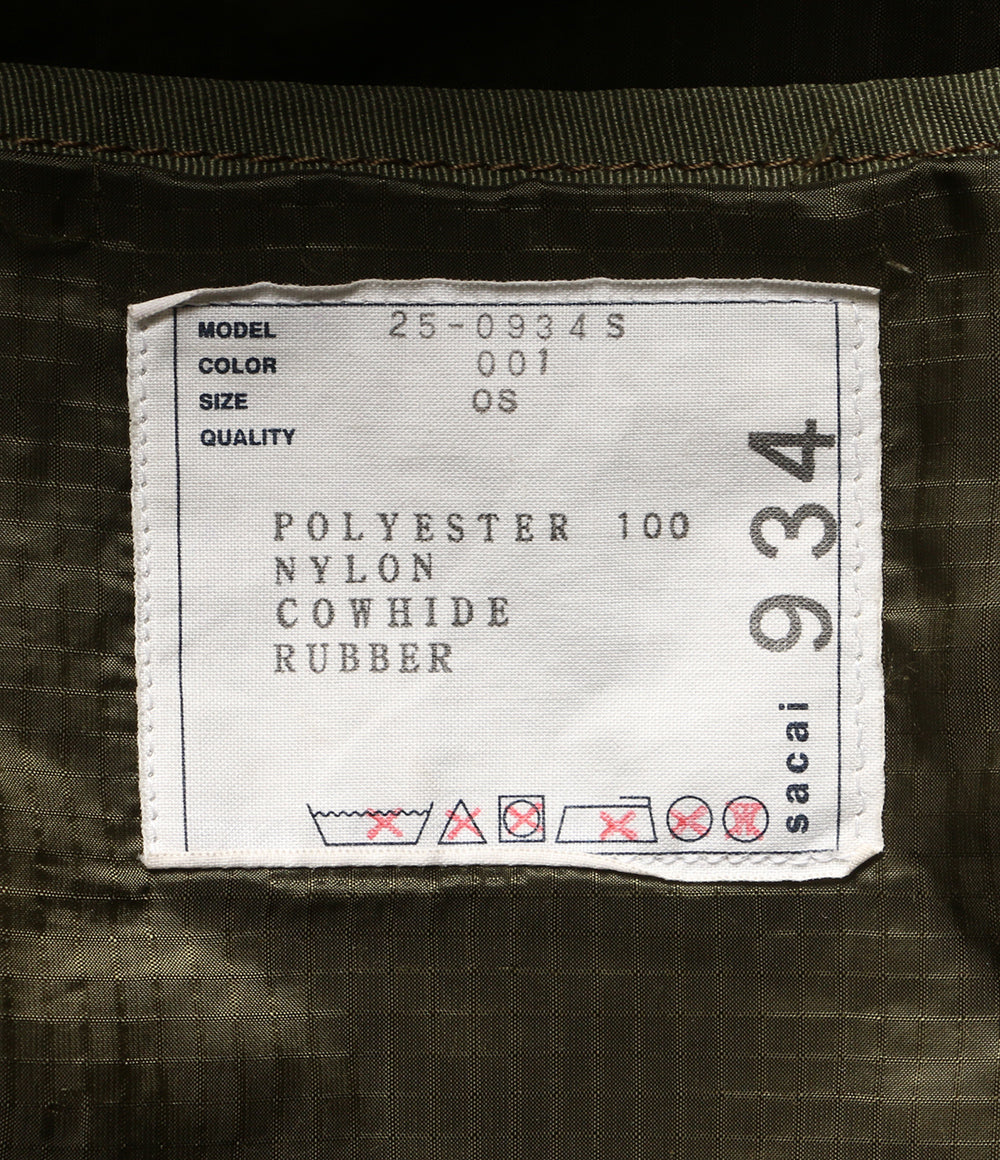 MODEL 25-0934S
COLOR 001
SIZE OS
QUALITY
POLYESTER 100
NYLON
COWHIDE
RUBBER
sacai 934